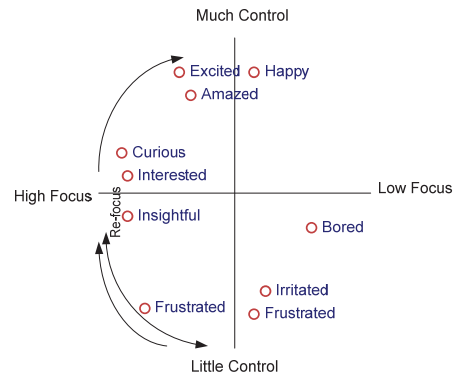 Much Control
Excited
Happy
Amazed
Curious
Interested
High Focus
Low Focus
Re-focus
Insightful
Bored
Irritated
Frustrated
Frustrated
Little Control